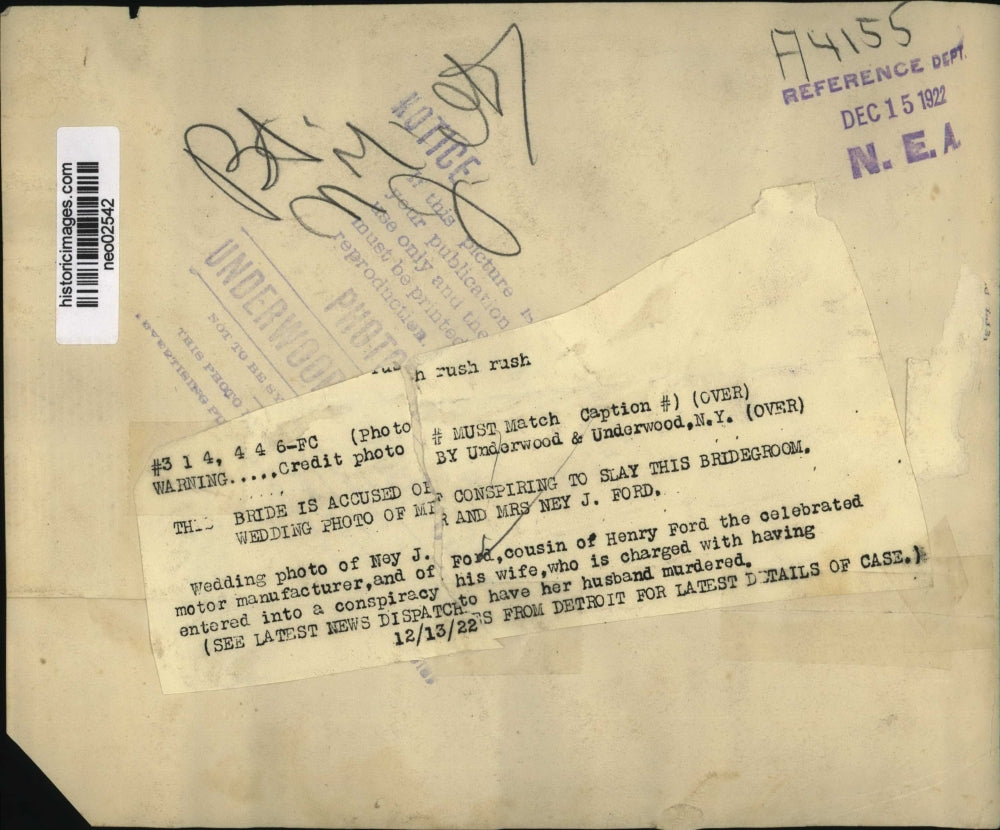 A4155
REFERENCE DEPT.
DEC 15 1922
N. E. A
historicimages.com
neo02542
NOTICE
this picture is
your publication
use only and the
must be printed
reproduction.
UNDERWOOD
PHOTO
NOT TO BE
THIS PHOTO
rush rush
#3 1 4, 4 4 6-FC (Photo # MUST Match Caption #) (OVER)
WARNING.....Credit photo BY Underwood & Underwood,N.Y. (OVER)
BRIDE IS ACCUSED OF CONSPIRING TO SLAY THIS BRIDEGROOM.
WEDDING PHOTO OF MR AND MRS NEY J. FORD.
Wedding photo of Ney J. Ford,cousin of Henry Ford the celebrated
motor manufacturer,and of his wife,who is charged with having
entered into a conspiracy to have her husband murdered.
(SEE LATEST NEWS DISPATCHES FROM DETROIT FOR LATEST DETAILS OF CASE.)
12/13/22